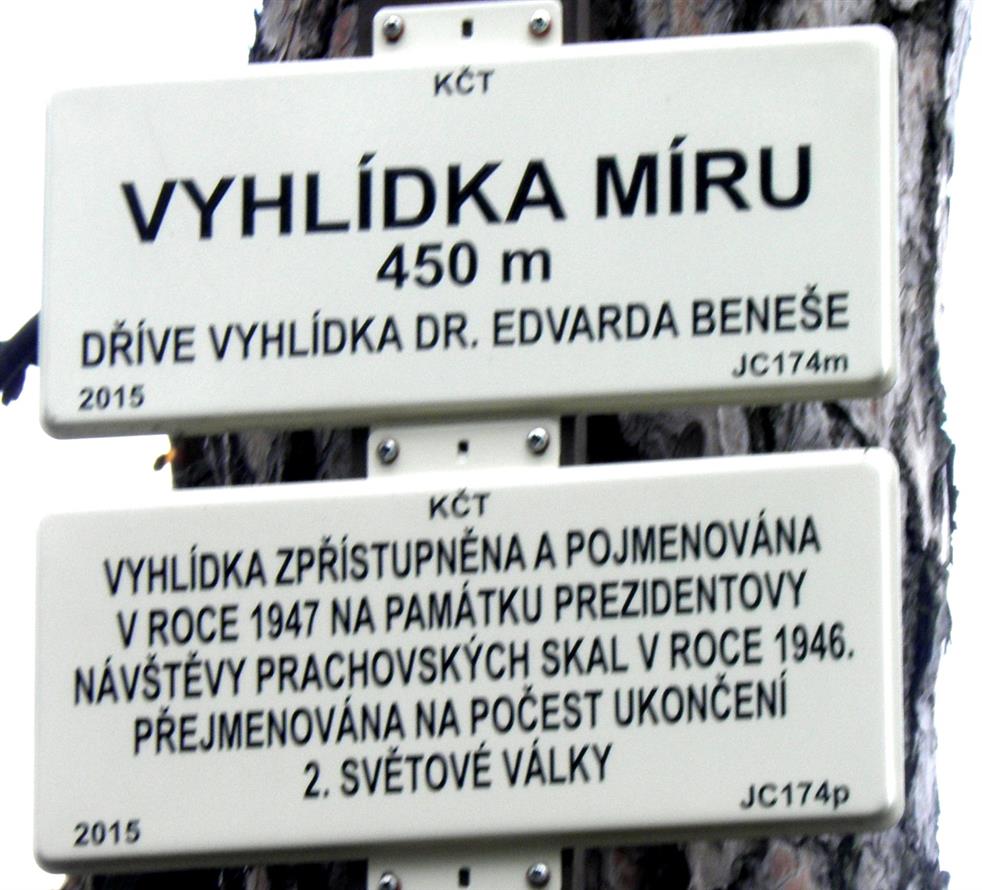 KČT
VYHLÍDKA MÍRU
450 m
DŘÍVE VYHLÍDKA DR. EDVARDA BENEŠE
2015 JC174m
KČT
VYHLÍDKA ZPŘÍSTUPNĚNA A POJMENOVÁNA
V ROCE 1947 NA PAMÁTKU PREZIDENTOVY
NÁVŠTĚVY PRACHOVSKÝCH SKAL V ROCE 1946.
PŘEJMENOVÁNA NA POČEST UKONČENÍ
2. SVĚTOVÉ VÁLKY
2015 JC174p